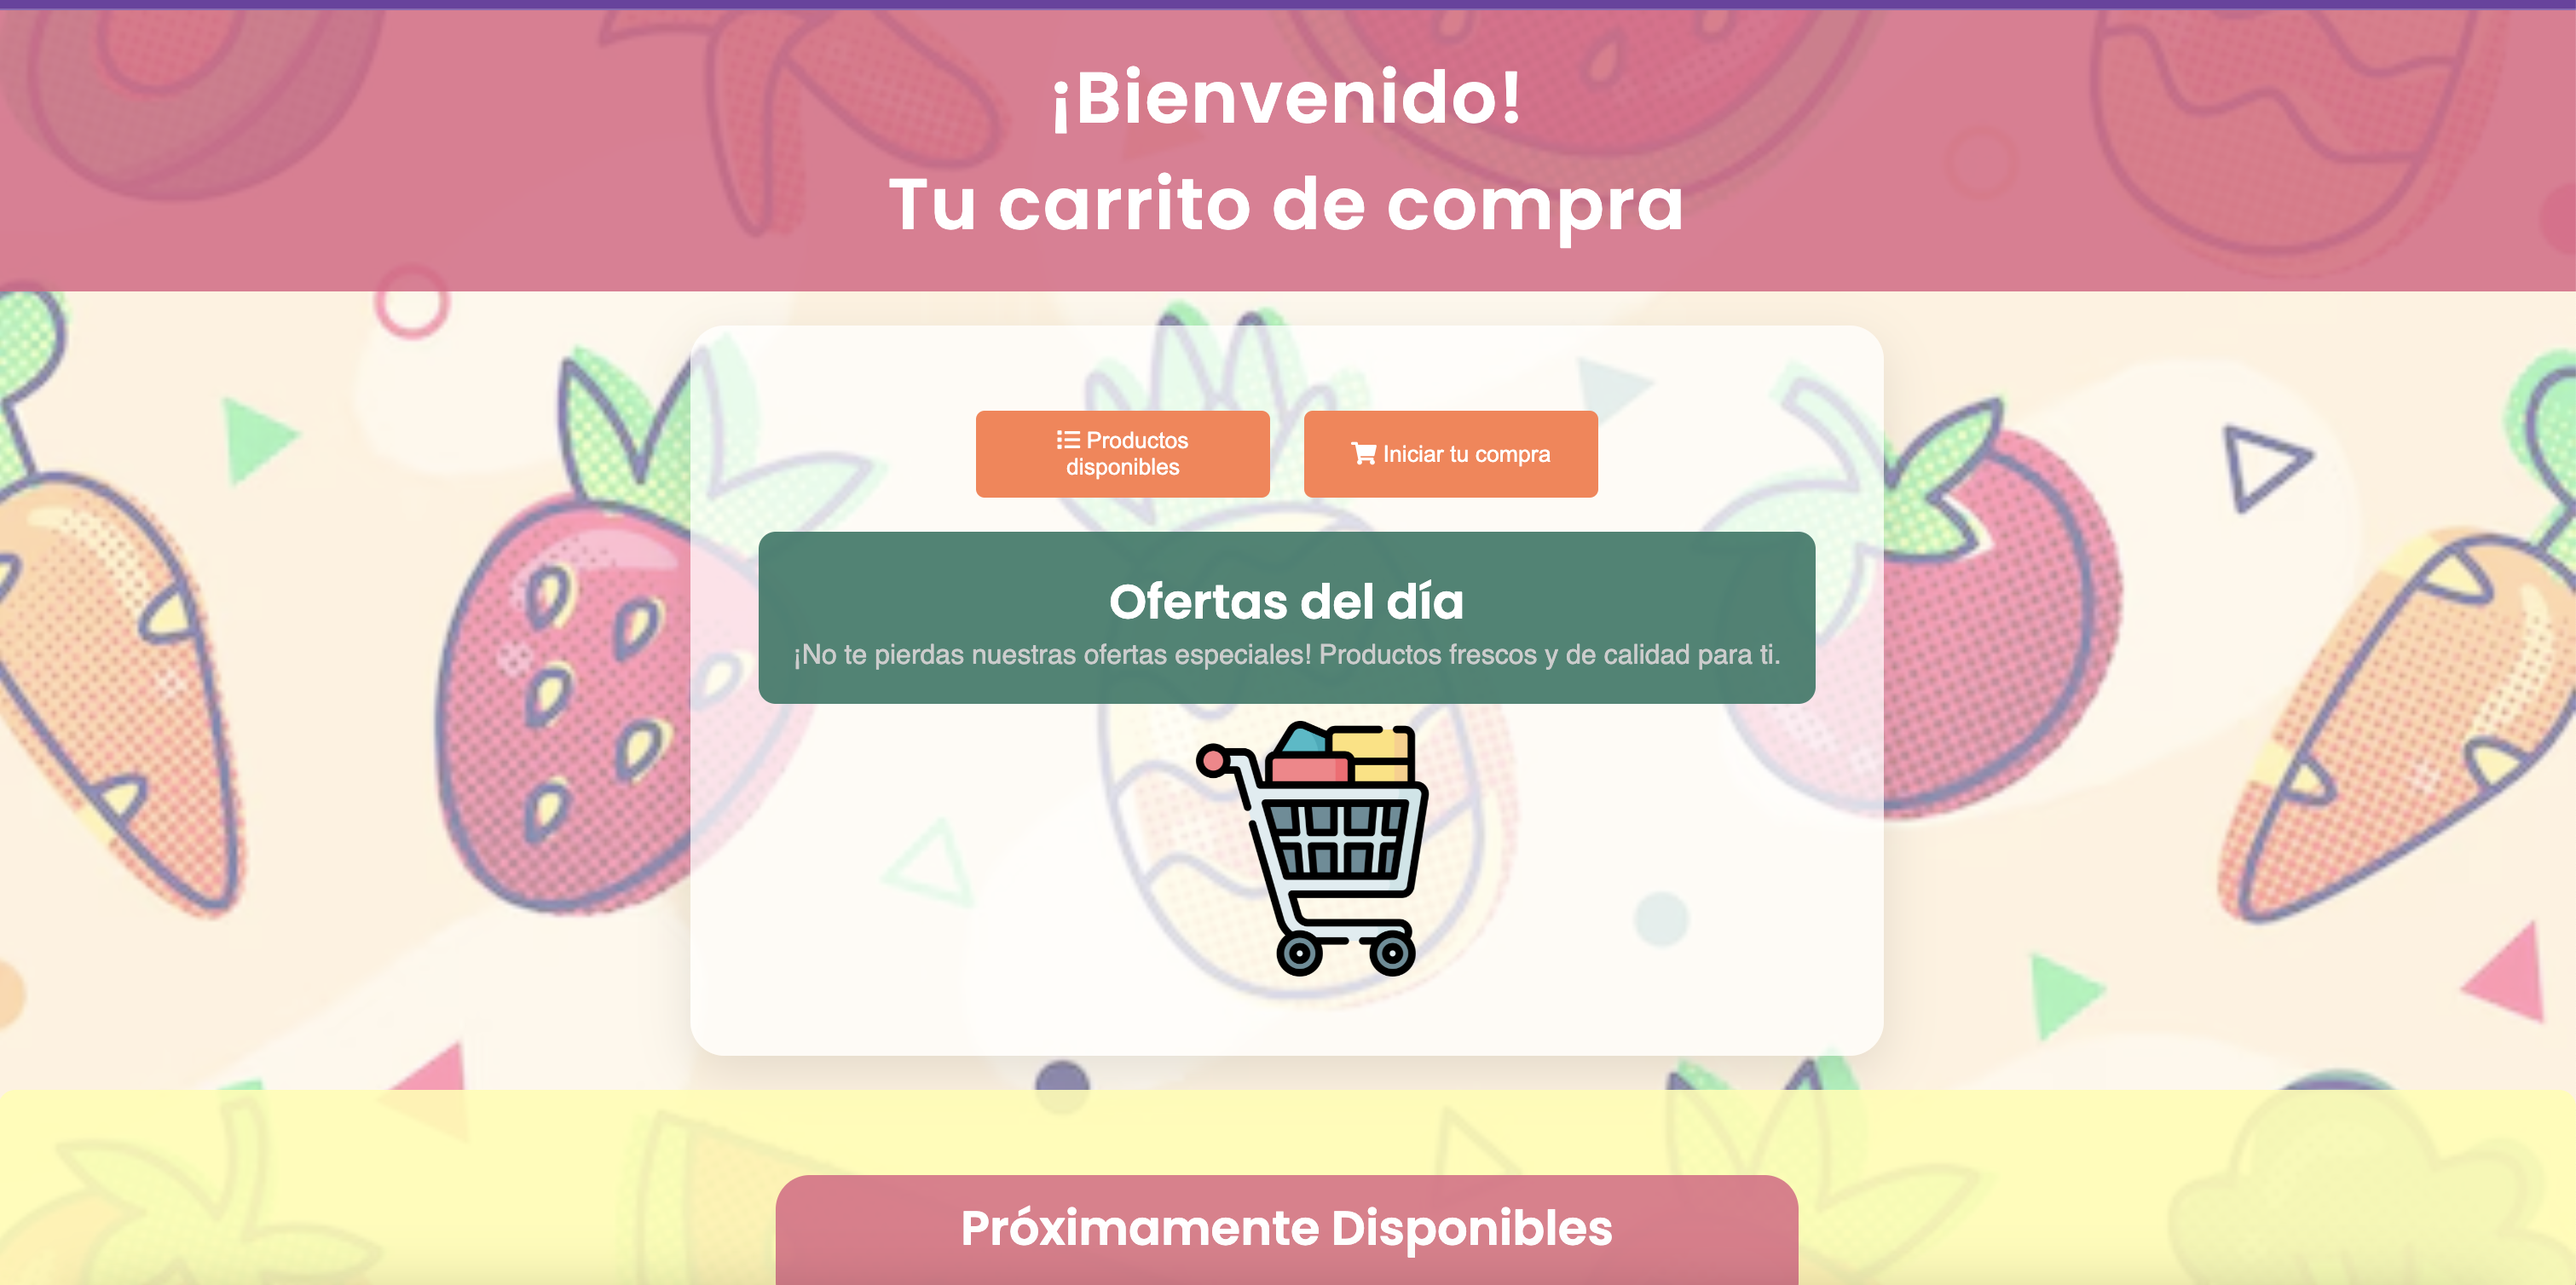 ¡Bienvenido!
Tu carrito de compra
Productos
disponibles
Iniciar tu compra
Ofertas del día
¡No te pierdas nuestras ofertas especiales! Productos frescos y de calidad para ti.
Próximamente Disponibles